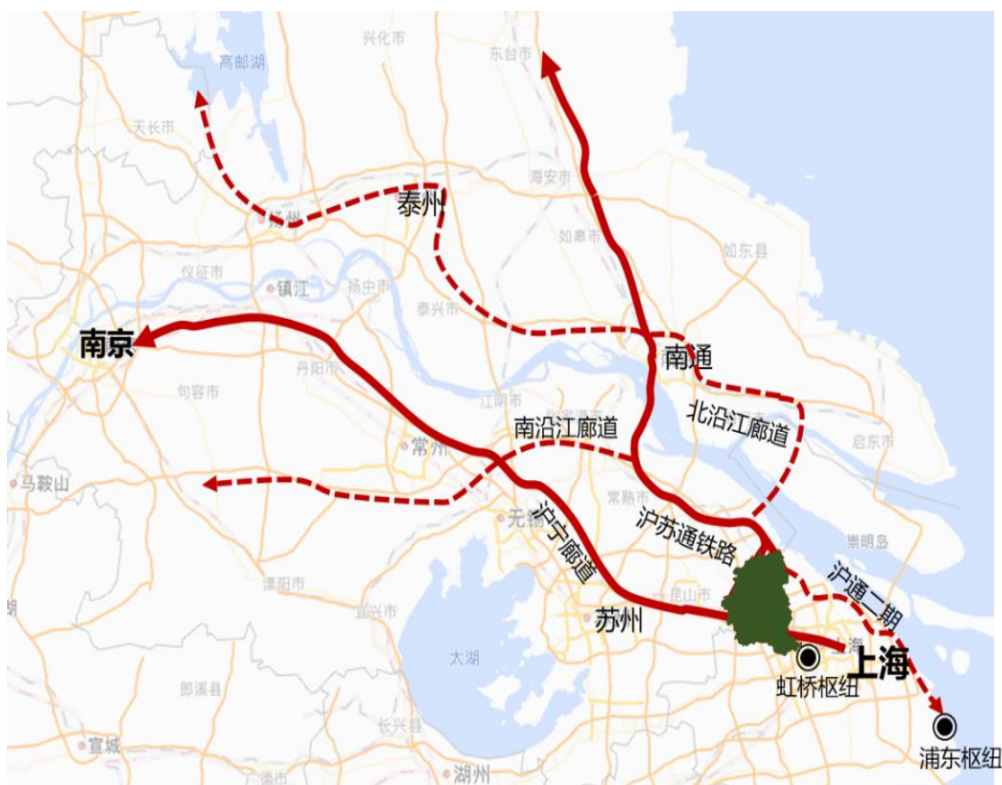 兴化市
东台市
高邮湖
天长市
海安市
泰州
扬州
如皋市
如东县
仪征市
镇江
扬中市
泰兴市
南京
南通
丹阳市
句容市
江阴市
北沿江廊道
南沿江廊道
启东市
常州
马鞍山
常熟市
无锡
沪苏通铁路
崇明岛
沪宁廊道
溧阳市
昆山市
沪通二期
宜兴市
苏州
上海
上海
太湖
虹桥枢纽
郎溪县
长兴县
宣城
浦东枢纽
湖州
广德市